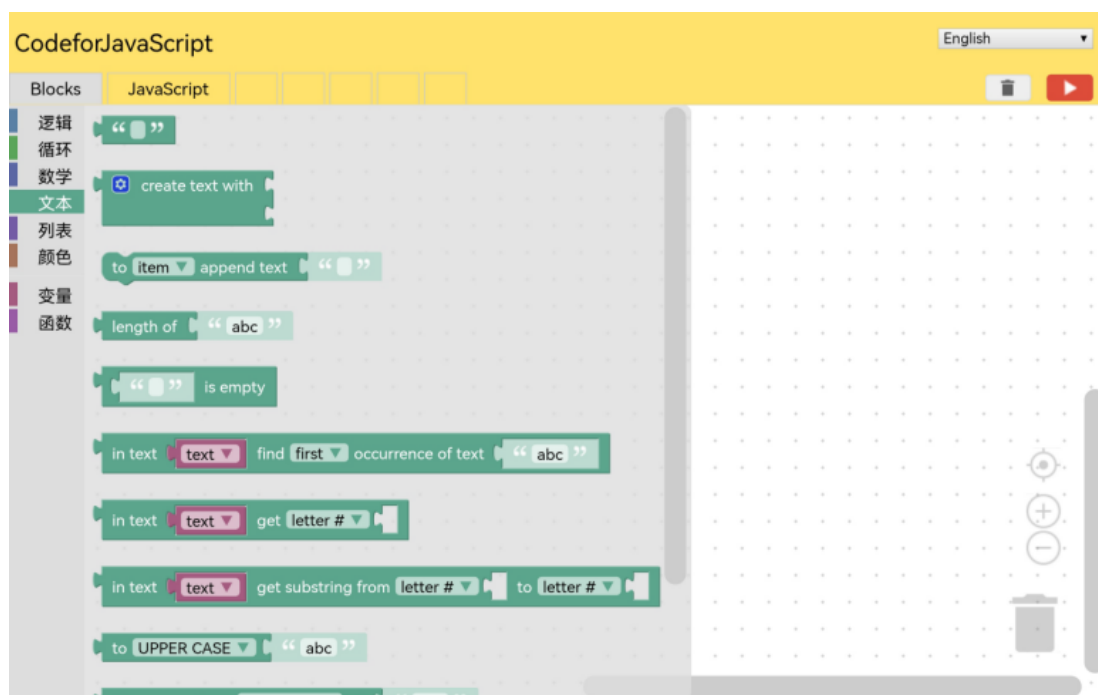 CodeforJavaScript
English
Blocks
JavaScript
逻辑
循环
数学
文本
列表
颜色
变量
函数
“ ”
create text with
to item append text “ ”
length of “ abc ”
“ ” is empty
in text text find first occurrence of text “ abc ”
in text text get letter #
in text text get substring from letter # to letter #
to UPPER CASE “ abc ”